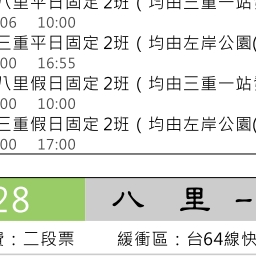 八里平日固定 2班 ( 均由三重一站
06 10:00
三重平日固定 2班 ( 均由左岸公園(
00 16:55
八里假日固定 2班 ( 均由三重一站
00 10:00
三重假日固定 2班 ( 均由左岸公園(
00 17:00
28 八 里 -
:二段票 緩衝區:台64線快